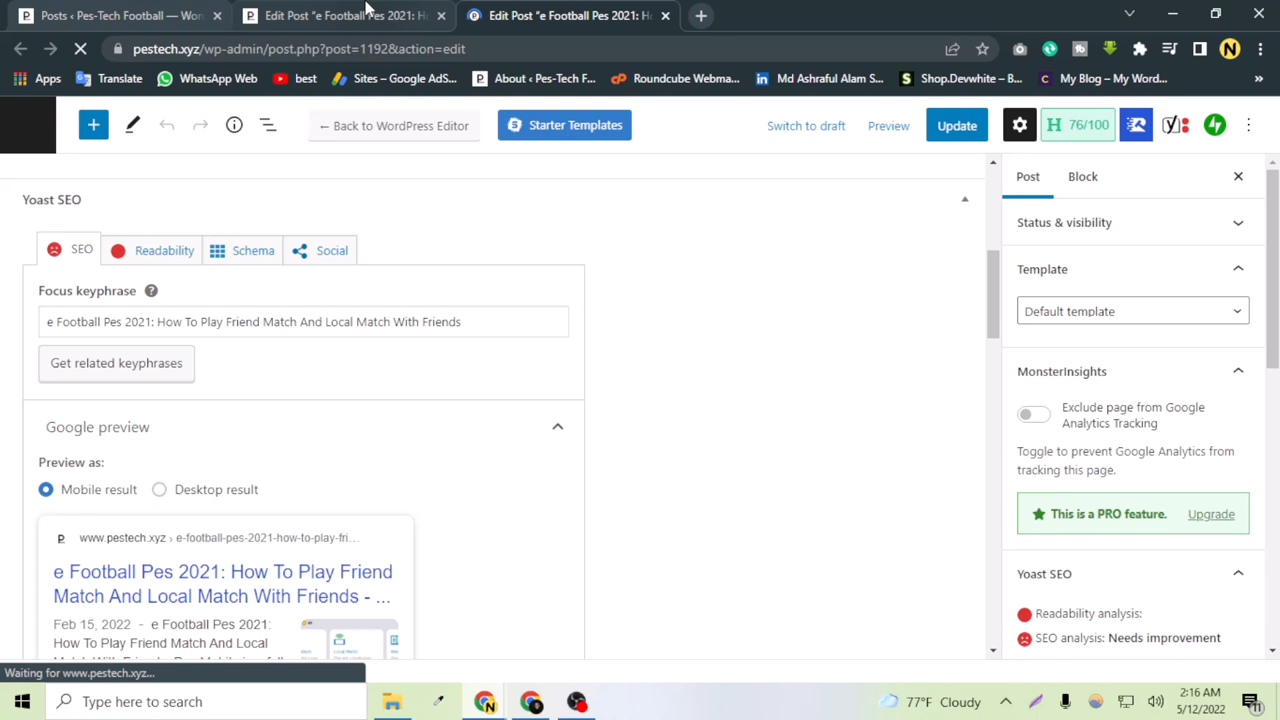 Posts ‹ Pes-Tech Football — Wor
Edit Post "e Football Pes 2021: H
Edit Post "e Football Pes 2021: H
pestech.xyz/wp-admin/post.php?post=1192&action=edit
Apps
Translate
WhatsApp Web
best
Sites – Google AdS...
About ‹ Pes-Tech F...
Roundcube Webma...
Md Ashraful Alam S...
Shop.Devwhite – B...
My Blog – My Word...
»
← Back to WordPress Editor
Starter Templates
Switch to draft
Preview
Update
76/100
Yoast SEO
SEO
Readability
Schema
Social
Focus keyphrase
e Football Pes 2021: How To Play Friend Match And Local Match With Friends
Get related keyphrases
Google preview
Preview as:
Mobile result
Desktop result
www.pestech.xyz › e-football-pes-2021-how-to-play-fri...
e Football Pes 2021: How To Play Friend
Match And Local Match With Friends - ...
Feb 15, 2022 - e Football Pes 2021:
How To Play Friend Match And Local
Post
Block
Status & visibility
Template
Default template
MonsterInsights
Exclude page from Google
Analytics Tracking
Toggle to prevent Google Analytics from
tracking this page.
This is a PRO feature. Upgrade
Yoast SEO
Readability analysis:
SEO analysis: Needs improvement
Waiting for www.pestech.xyz...
Type here to search
77°F Cloudy
2:16 AM
5/12/2022